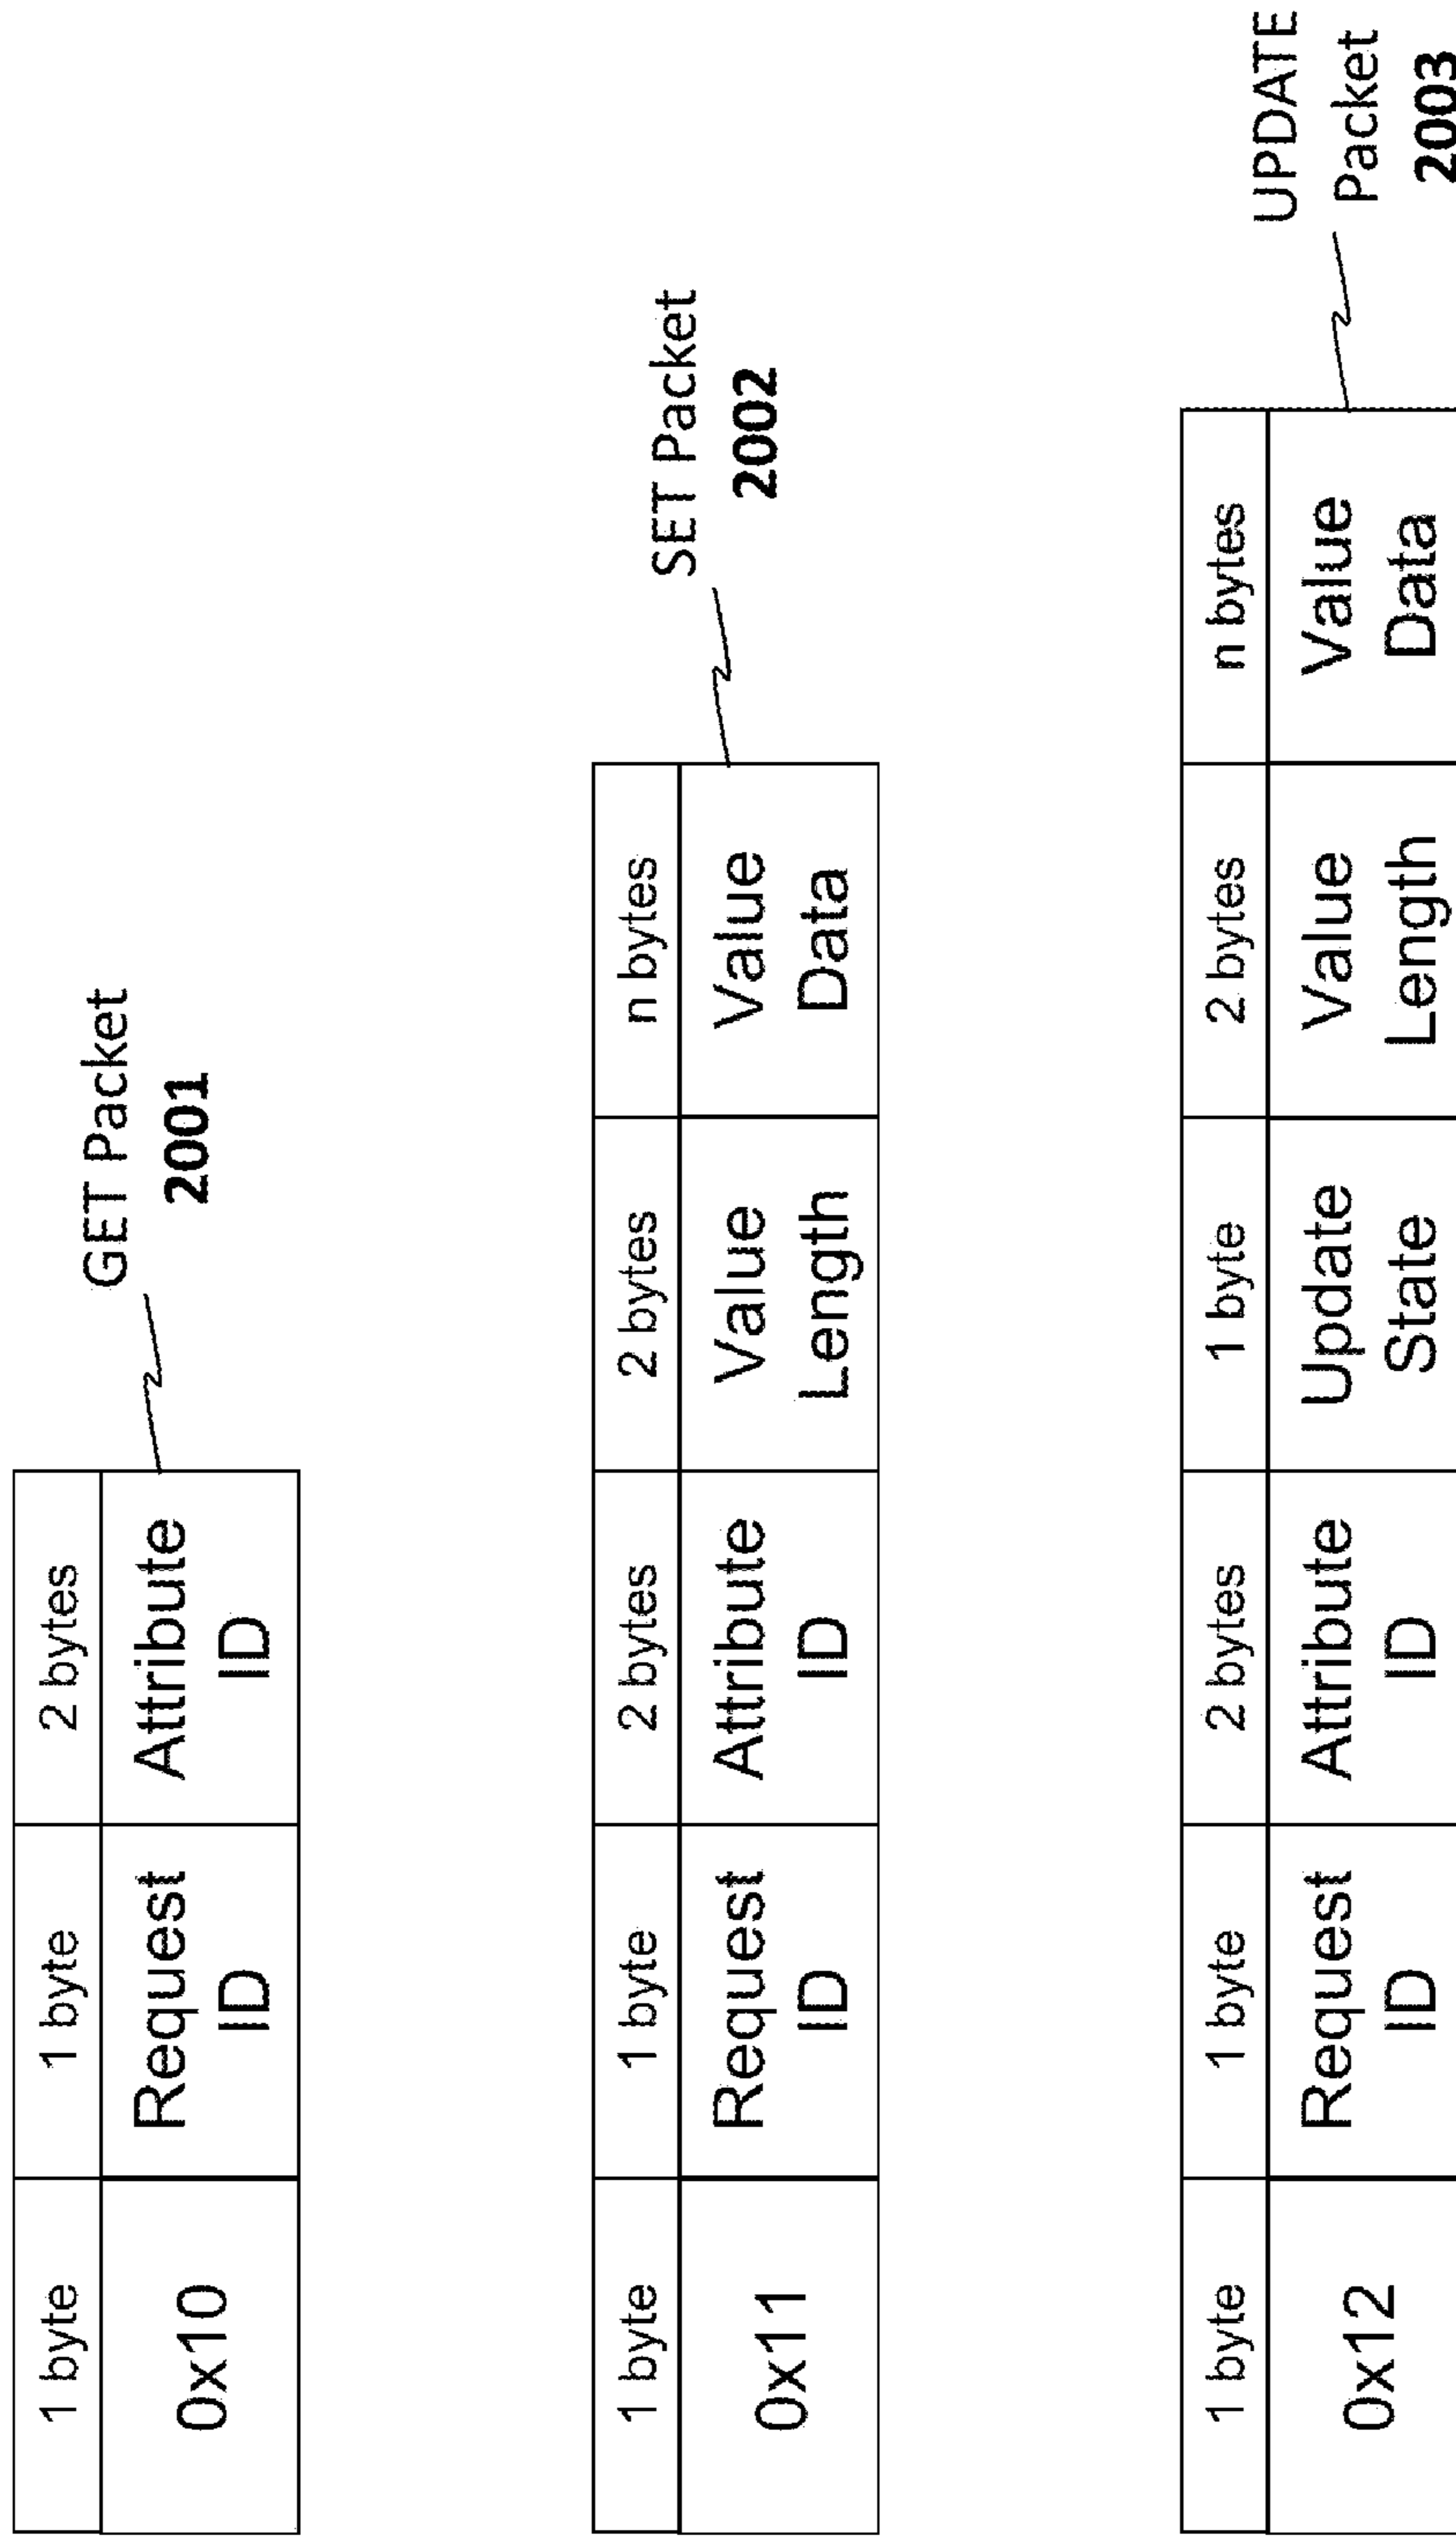 GET Packet
2001
1 byte 1 byte 2 bytes
0x10 Request ID Attribute ID
SET Packet
2002
1 byte 1 byte 2 bytes 2 bytes n bytes
0x11 Request ID Attribute ID Value Length Value Data
UPDATE
Packet
2003
1 byte 1 byte 2 bytes 1 byte 2 bytes n bytes
0x12 Request ID Attribute ID Update State Value Length Value Data